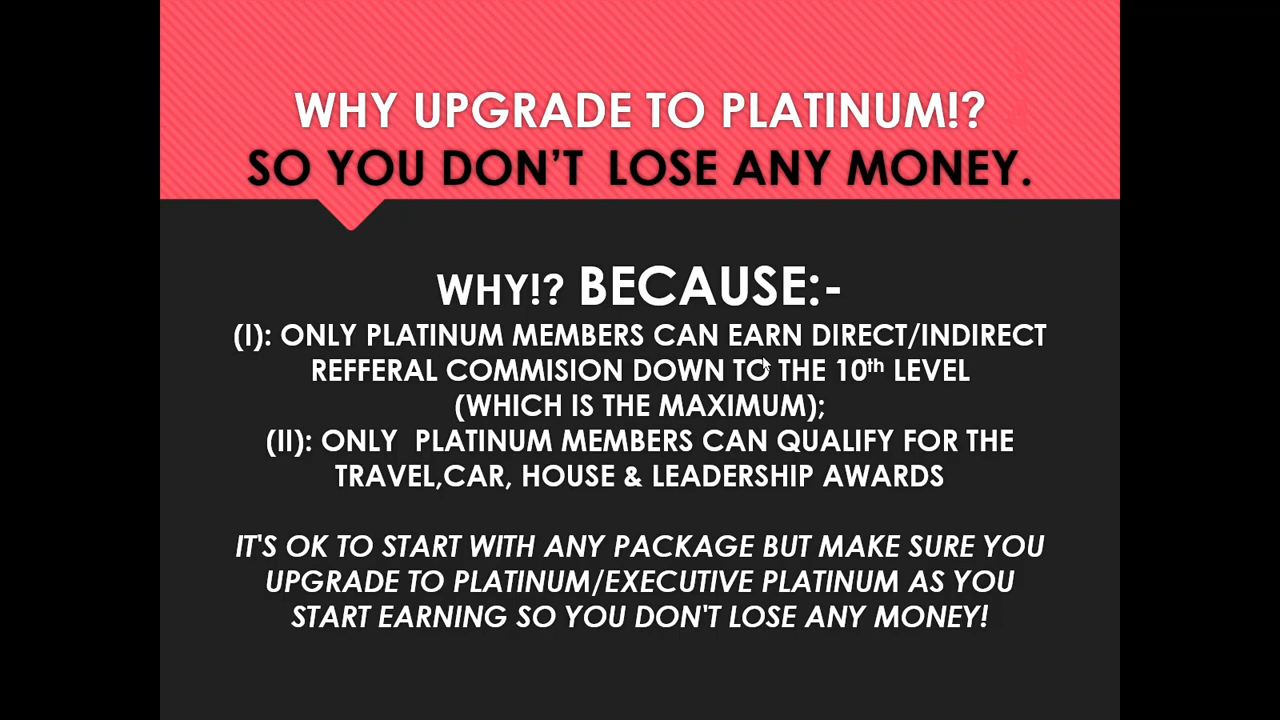 WHY UPGRADE TO PLATINUM!?
SO YOU DON’T LOSE ANY MONEY.
WHY!? BECAUSE:-
(I): ONLY PLATINUM MEMBERS CAN EARN DIRECT/INDIRECT
REFFERAL COMMISION DOWN TO THE 10th LEVEL
(WHICH IS THE MAXIMUM);
(II): ONLY PLATINUM MEMBERS CAN QUALIFY FOR THE
TRAVEL,CAR, HOUSE & LEADERSHIP AWARDS
IT'S OK TO START WITH ANY PACKAGE BUT MAKE SURE YOU
UPGRADE TO PLATINUM/EXECUTIVE PLATINUM AS YOU
START EARNING SO YOU DON'T LOSE ANY MONEY!